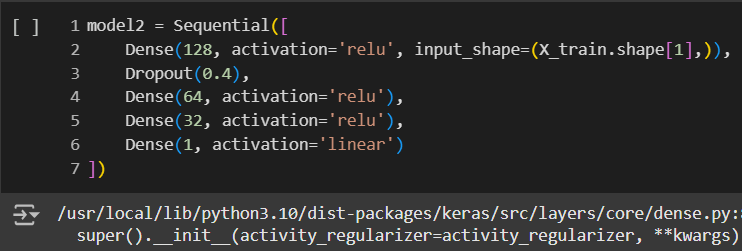 [ ] 1 model2 = Sequential([
2 Dense(128, activation='relu', input_shape=(X_train.shape[1],)),
3 Dropout(0.4),
4 Dense(64, activation='relu'),
5 Dense(32, activation='relu'),
6 Dense(1, activation='linear')
7 ])
/usr/local/lib/python3.10/dist-packages/keras/src/layers/core/dense.py:
super().__init__(activity_regularizer=activity_regularizer, **kwargs)